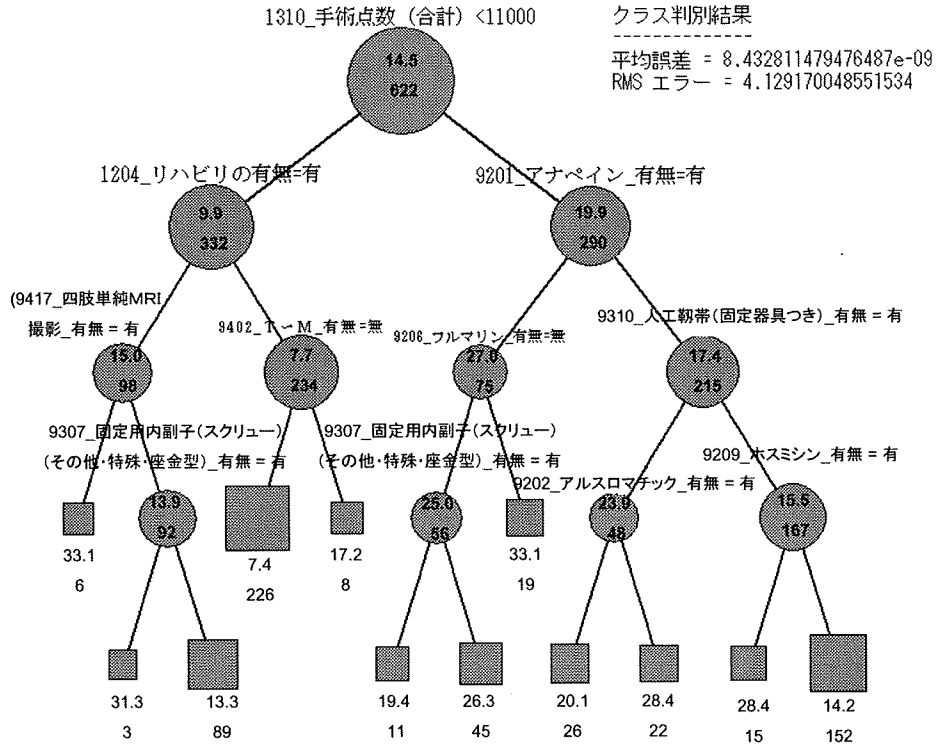 1310_手術点数 (合計) <11000
クラス判別結果
--------------
平均誤差 = 8.432811479476487e-09
RMS エラー = 4.129170048551534
14.5
622
1204_リハビリの有無=有
9201_アナペイン_有無=有
9.9
332
19.9
290
(9417_四肢単純MRI
撮影_有無 = 有
9402_T-M_有無=無
9206_フルマリン_有無=無
9310_人工靱帯(固定器具つき)_有無 = 有
15.0
98
7.7
234
27.0
75
17.4
215
9307_固定用内副子(スクリュー)
(その他・特殊・座金型)_有無 = 有
9307_固定用内副子(スクリュー)
(その他・特殊・座金型)_有無 = 有
9202_アルスロマチック_有無 = 有
9209_ホスミシン_有無 = 有
33.1
6
13.9
92
7.4
226
17.2
8
25.0
56
33.1
19
23.9
48
15.5
167
31.3
3
13.3
89
19.4
11
26.3
45
20.1
26
28.4
22
28.4
15
14.2
152